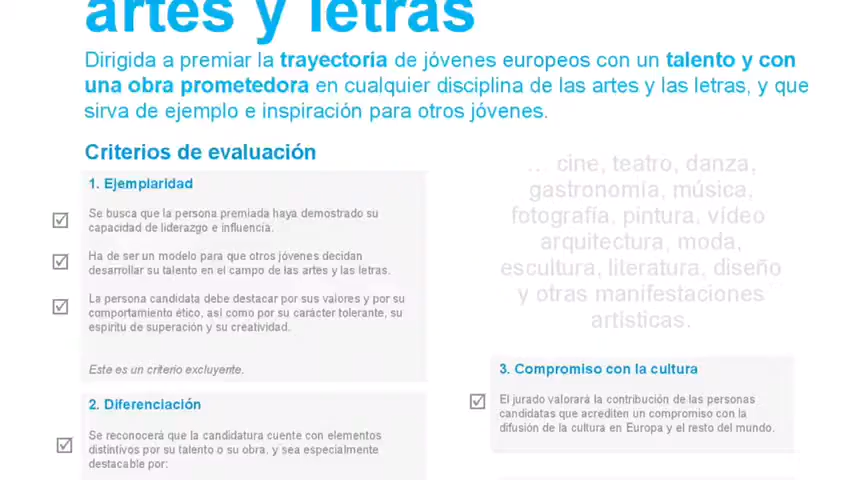 artes y letras
Dirigida a premiar la trayectoria de jóvenes europeos con un talento y con
una obra prometedora en cualquier disciplina de las artes y las letras, y que
sirva de ejemplo e inspiración para otros jóvenes.
Criterios de evaluación
1. Ejemplaridad
Se busca que la persona premiada haya demostrado su
capacidad de liderazgo e influencia.
Ha de ser un modelo para que otros jóvenes decidan
desarrollar su talento en el campo de las artes y las letras.
La persona candidata debe destacar por sus valores y por su
comportamiento ético, así como por su carácter tolerante, su
espíritu de superación y su creatividad.
Este es un criterio excluyente.
2. Diferenciación
Se reconocerá que la candidatura cuente con elementos
distintivos por su talento o su obra, y sea especialmente
destacable por:
… cine, teatro, danza,
gastronomía, música,
fotografía, pintura, vídeo
arquitectura, moda,
escultura, literatura, diseño
y otras manifestaciones
artísticas.
3. Compromiso con la cultura
El jurado valorará la contribución de las personas
candidatas que acrediten un compromiso con la
difusión de la cultura en Europa y el resto del mundo.